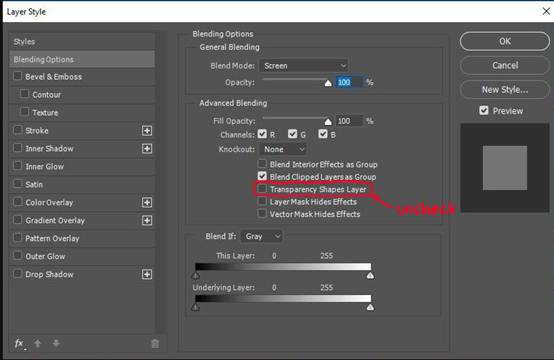 Layer Style
Styles
Blending Options
Bevel & Emboss
Contour
Texture
Stroke
Inner Shadow
Inner Glow
Satin
Color Overlay
Gradient Overlay
Pattern Overlay
Outer Glow
Drop Shadow
fx
Blending Options
General Blending
Blend Mode: Screen
Opacity: 100 %
Advanced Blending
Fill Opacity: 100 %
Channels: R G B
Knockout: None
Blend Interior Effects as Group
Blend Clipped Layers as Group
Transparency Shapes Layer
uncheck
Layer Mask Hides Effects
Vector Mask Hides Effects
Blend If: Gray
This Layer: 0 255
Underlying Layer: 0 255
OK
Cancel
New Style...
Preview